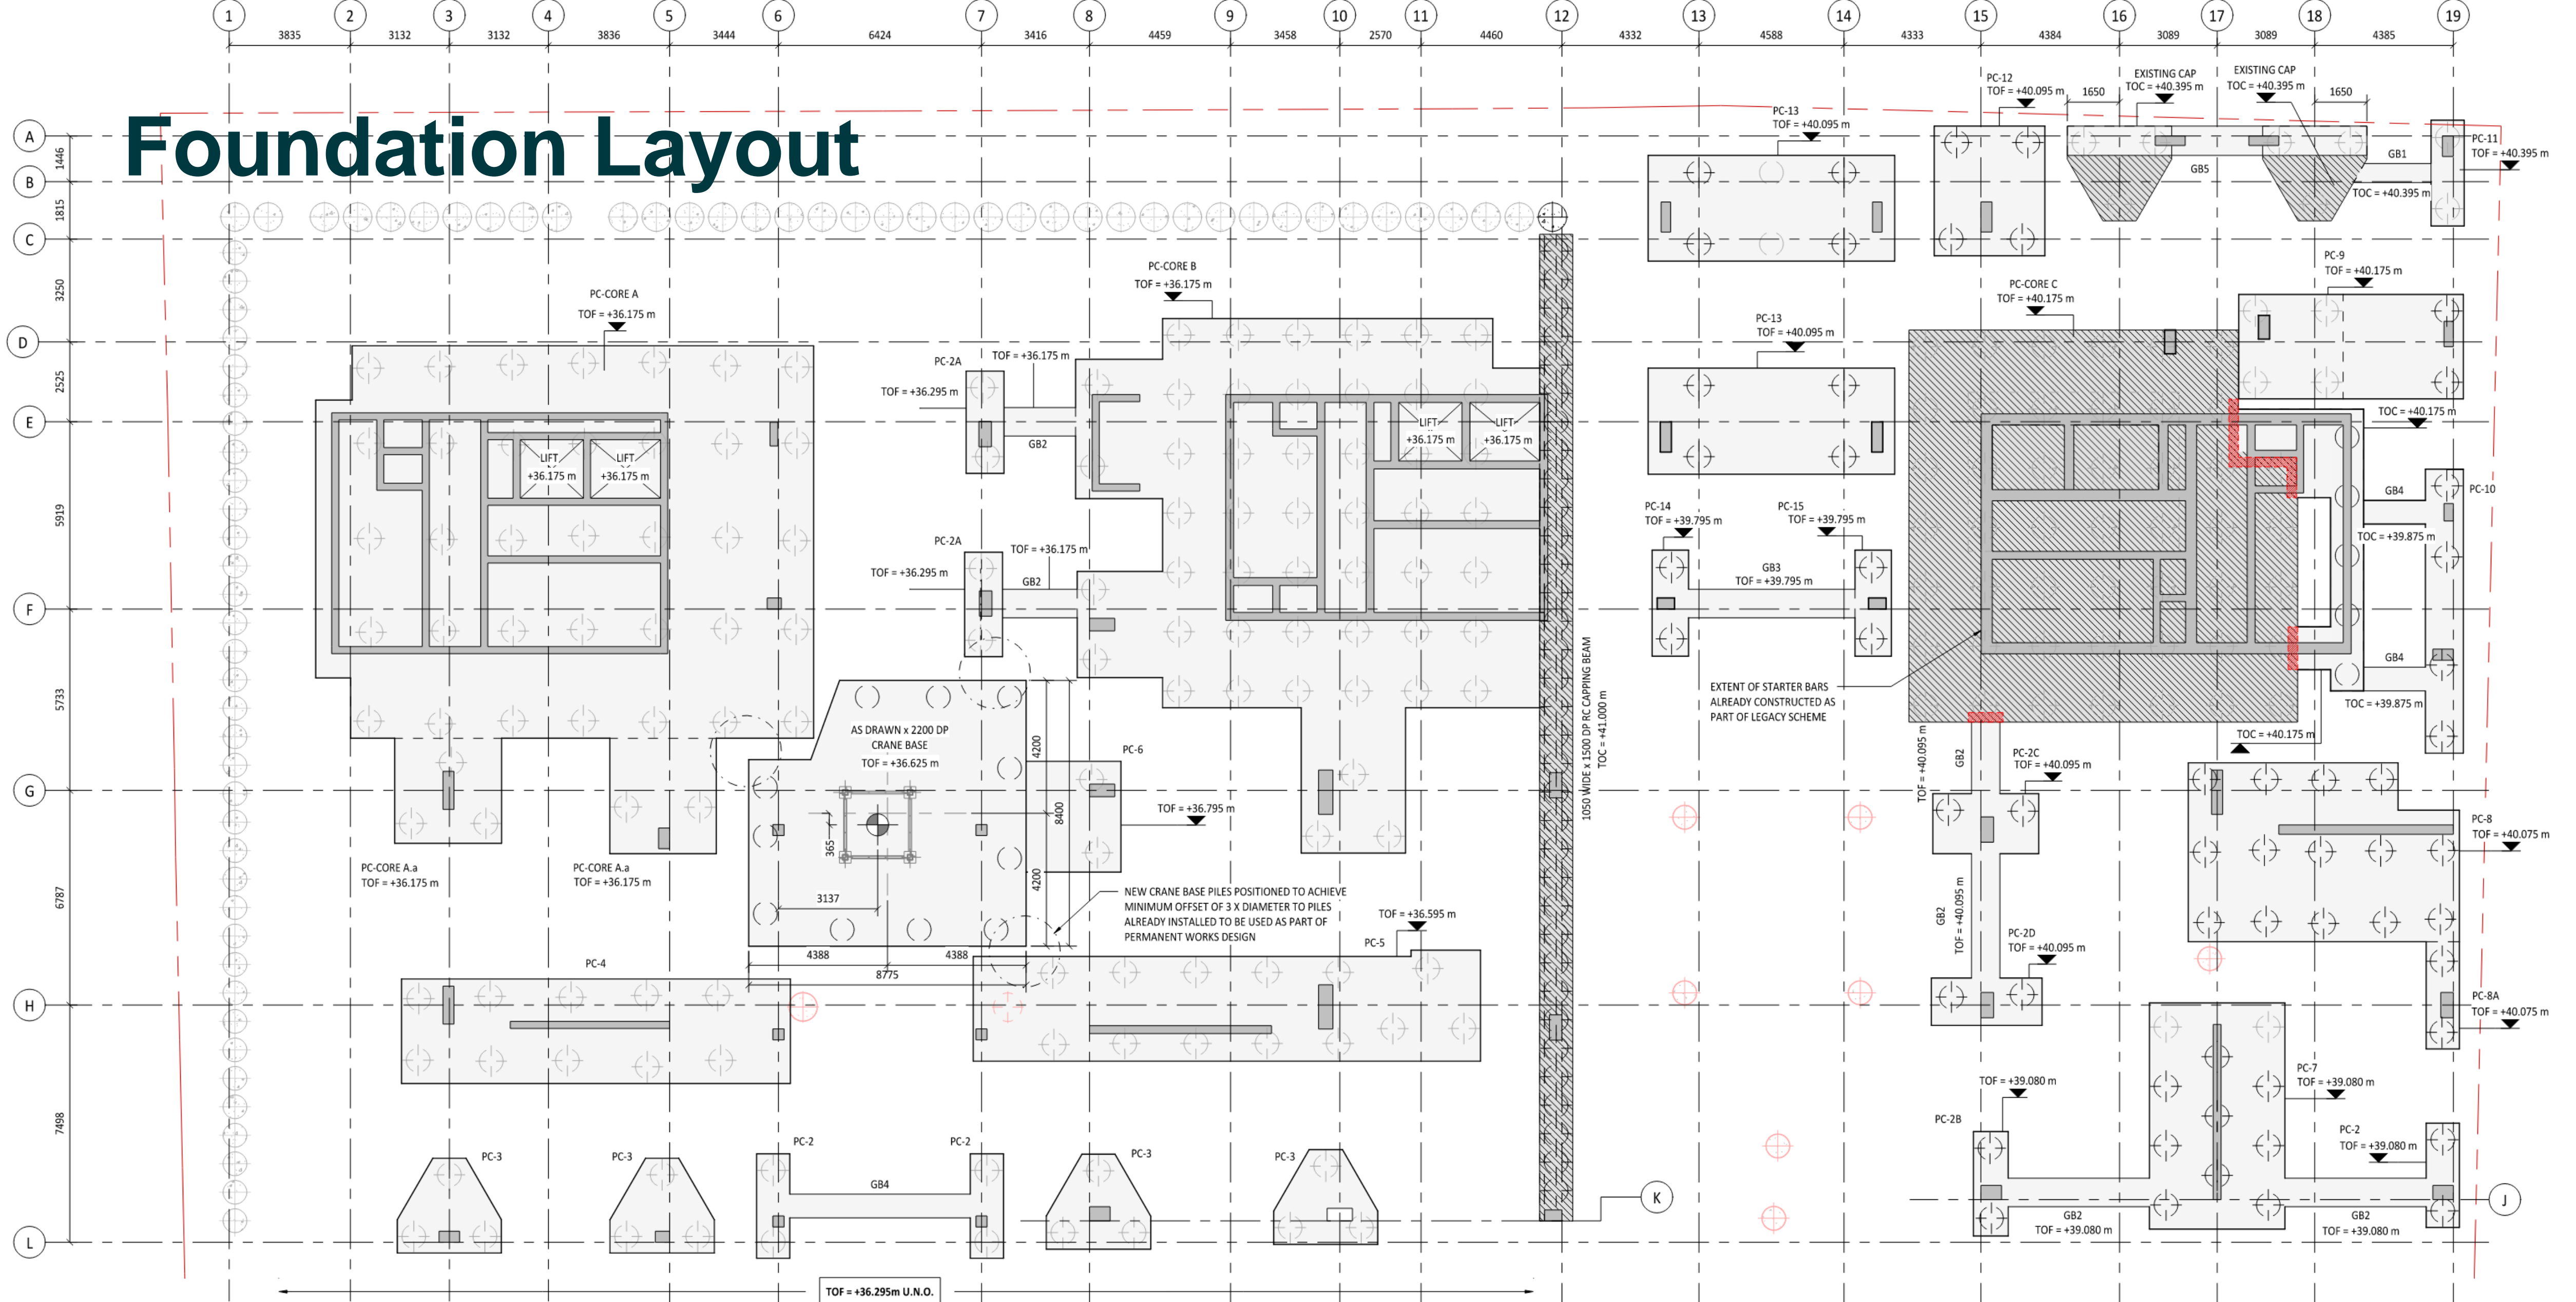 1 2 3 4 5 6 7 8 9 10 11 12 13 14 15 16 17 18 19
3835 3132 3132 3836 3444 6424 3416 4459 3458 2570 4460 4332 4588 4333 4384 3089 3089 4385
Foundation Layout
A
B
C
D
E
F
G
H
L
1446
1815
3250
2525
5919
5733
6787
7498
PC-13
TOF = +40.095 m
PC-12
TOF = +40.095 m
1650
EXISTING CAP
TOC = +40.395 m
EXISTING CAP
TOC = +40.395 m
1650
PC-11
TOF = +40.395 m
GB1
GB5
TOC = +40.395 m
PC-CORE A
TOF = +36.175 m
PC-CORE B
TOF = +36.175 m
PC-CORE C
TOF = +40.175 m
PC-9
TOF = +40.175 m
PC-13
TOF = +40.095 m
PC-2A
TOF = +36.175 m
TOF = +36.295 m
GB2
LIFT
+36.175 m
LIFT
+36.175 m
LIFT
+36.175 m
LIFT
+36.175 m
TOC = +40.175 m
GB4
PC-10
TOC = +39.875 m
PC-14
TOF = +39.795 m
PC-15
TOF = +39.795 m
GB3
TOF = +39.795 m
PC-2A
TOF = +36.175 m
TOF = +36.295 m
GB2
1050 WIDE x 1500 DP RC CAPPING BEAM
TOC = +41.000 m
EXTENT OF STARTER BARS
ALREADY CONSTRUCTED AS
PART OF LEGACY SCHEME
GB4
TOC = +39.875 m
TOC = +40.175 m
AS DRAWN x 2200 DP
CRANE BASE
TOF = +36.625 m
4200
8400
4200
365
3137
4388
4388
8775
PC-6
TOF = +36.795 m
NEW CRANE BASE PILES POSITIONED TO ACHIEVE
MINIMUM OFFSET OF 3 X DIAMETER TO PILES
ALREADY INSTALLED TO BE USED AS PART OF
PERMANENT WORKS DESIGN
PC-CORE A.a
TOF = +36.175 m
PC-CORE A.a
TOF = +36.175 m
TOF = +40.095 m
GB2
PC-2C
TOF = +40.095 m
GB2
TOF = +40.095 m
PC-2D
TOF = +40.095 m
PC-8
TOF = +40.075 m
PC-8A
TOF = +40.075 m
PC-4
TOF = +36.595 m
PC-5
TOF = +39.080 m
PC-2B
PC-7
TOF = +39.080 m
PC-2
TOF = +39.080 m
PC-3
PC-3
PC-2
PC-2
GB4
PC-3
PC-3
K
J
GB2
TOF = +39.080 m
GB2
TOF = +39.080 m
TOF = +36.295m U.N.O.